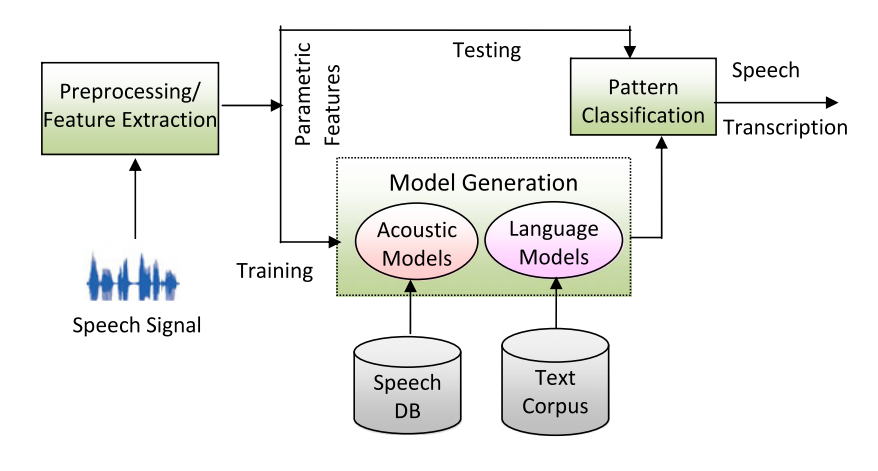 Testing
Parametric
Features
Preprocessing/
Feature Extraction
Pattern
Classification
Speech
Transcription
Model Generation
Acoustic
Models
Language
Models
Training
Speech Signal
Speech
DB
Text
Corpus